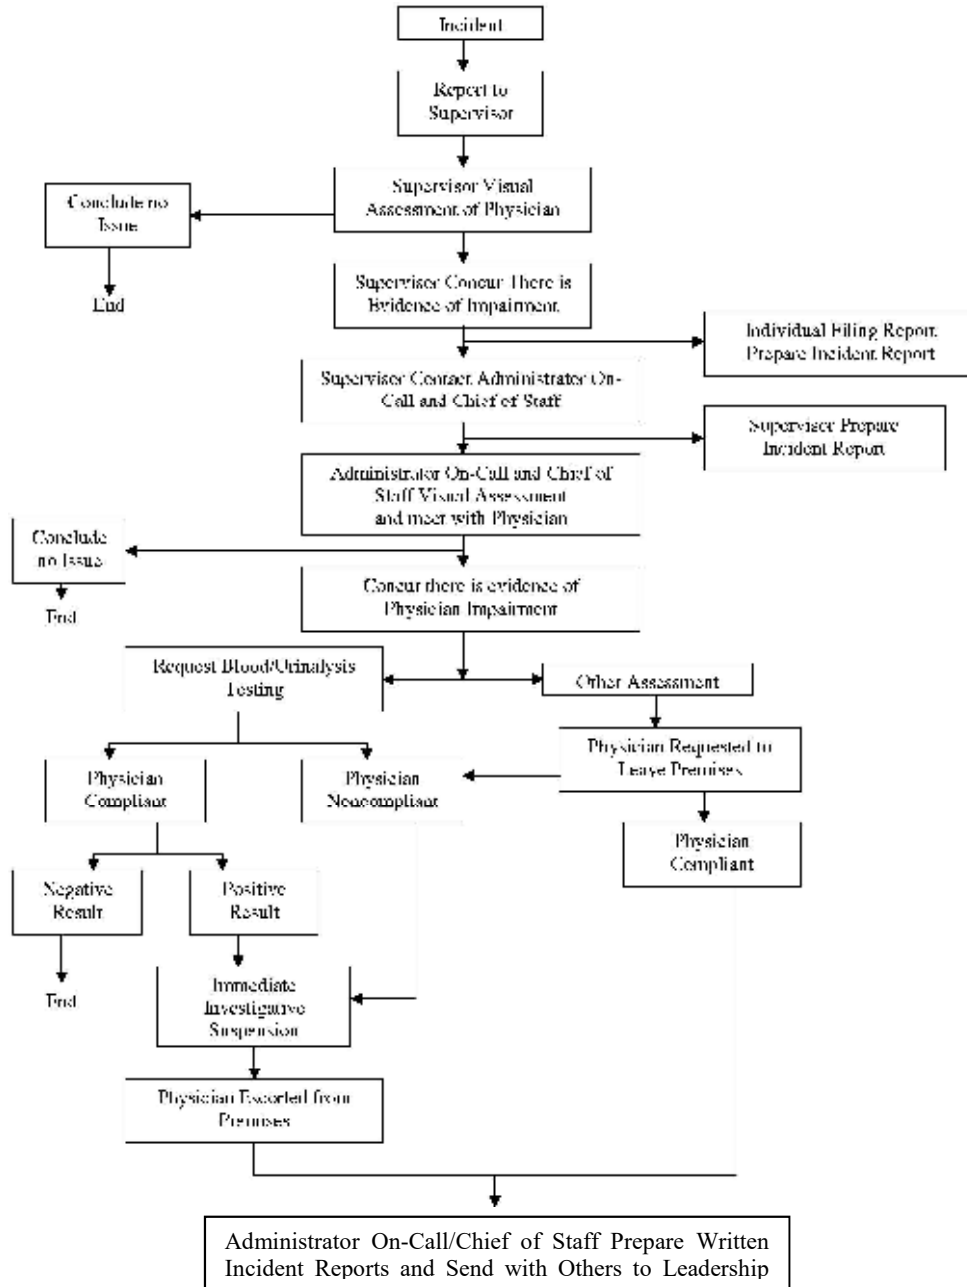 Incident
Report to
Supervisor
Supervisor Visual
Assessment of Physician
Conclude no
Issue
End
Supervisor Concur There is
Evidence of Impairment
Individual Filing Report
Prepare Incident Report
Supervisor Contact Administrator On-
Call and Chief of Staff
Supervisor Prepare
Incident Report
Administrator On-Call and Chief of
Staff Visual Assessment
and meet with Physician
Conclude
no Issue
End
Concur there is evidence of
Physician Impairment
Request Blood/Urinalysis
Testing
Other Assessment
Physician Requested to
Leave Premises
Physician
Compliant
Physician
Noncompliant
Physician
Compliant
Negative
Result
Positive
Result
End
Immediate
Investigative
Suspension
Physician Escorted from
Premises
Administrator On-Call/Chief of Staff Prepare Written
Incident Reports and Send with Others to Leadership